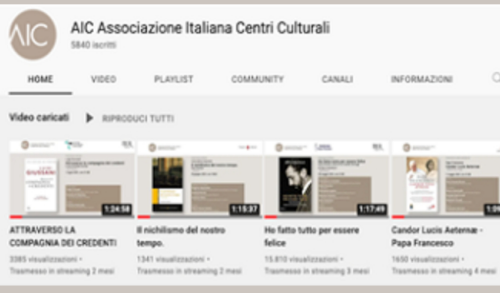 AIC
AIC Associazione Italiana Centri Culturali
5840 iscritti
HOME VIDEO PLAYLIST COMMUNITY CANALI INFORMAZIONI
Video caricati RIPRODUCI TUTTI
GIUSSANI
1:24:58 1:15:37 1:17:49
ATTRAVERSO LA
COMPAGNIA DEI CREDENTI
3385 visualizzazioni •
Trasmesso in streaming 2 mesi
Il nichilismo del nostro
tempo.
1341 visualizzazioni •
Trasmesso in streaming 2 mesi
Ho fatto tutto per essere
felice
15.810 visualizzazioni •
Trasmesso in streaming 3 mesi
Candor Lucis Aeternæ -
Papa Francesco
1650 visualizzazioni •
Trasmesso in streaming 4 mesi